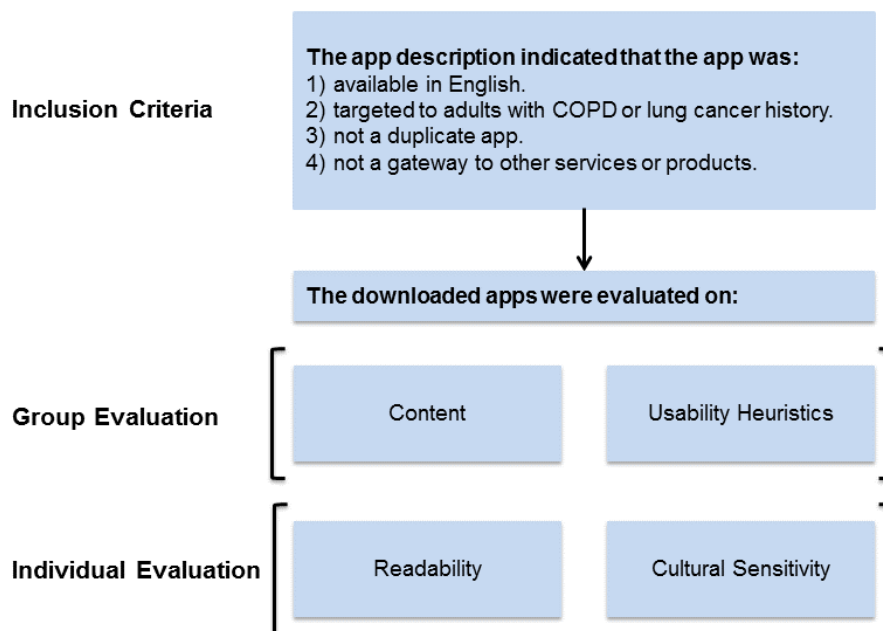 The app description indicated that the app was:
1) available in English.
Inclusion Criteria
2) targeted to adults with COPD or lung cancer history.
3) not a duplicate app.
4) not a gateway to other services or products.
The downloaded apps were evaluated on:
Group Evaluation
Content
Usability Heuristics
Individual Evaluation
Readability
Cultural Sensitivity